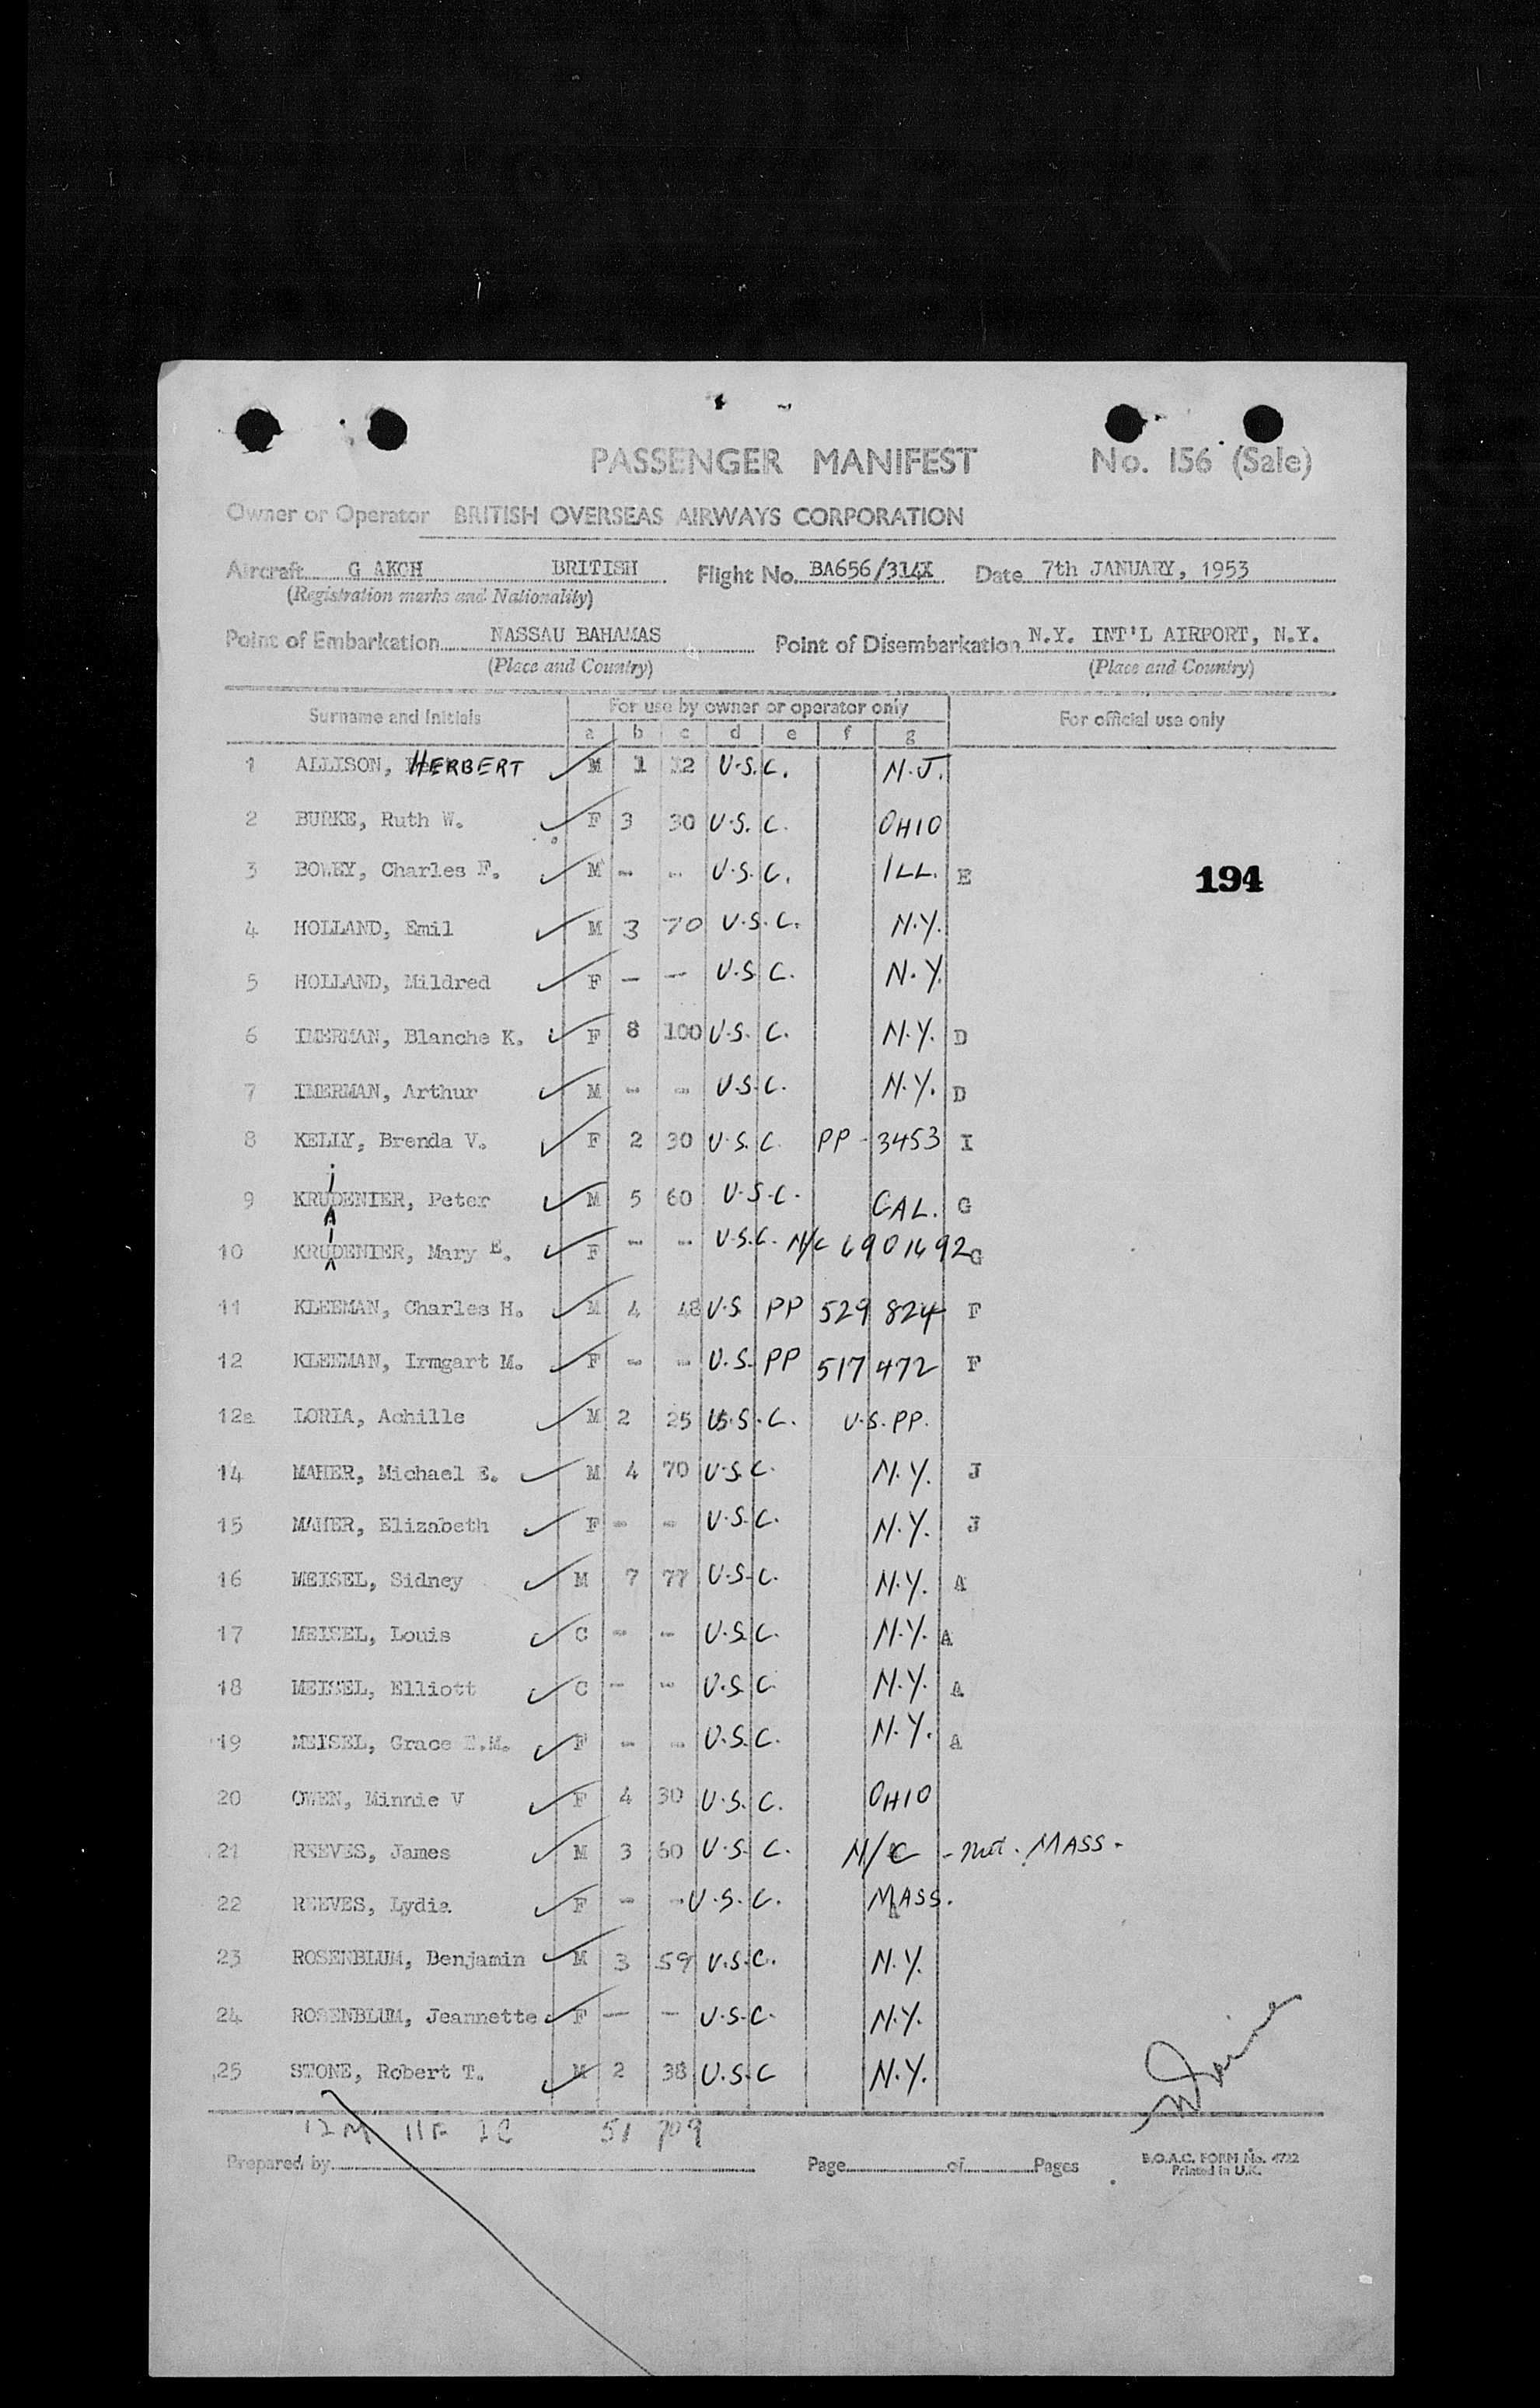 PASSENGER MANIFEST No. 156 (Sale)
Owner or Operator BRITISH OVERSEAS AIRWAYS CORPORATION
Aircraft G AKGH BRITISH Flight No. BA656/314X Date 7th JANUARY, 1953
(Registration marks and Nationality)
Point of Embarkation NASSAU BAHAMAS Point of Disembarkation N.Y. INT'L AIRPORT, N.Y.
(Place and Country) (Place and Country)
Surname and Initials For use by owner or operator only For official use only
a b c d e f g
1 ALLISON, HERBERT M 1 12 U.S.C. N.J.
2 BURKE, Ruth W. F 3 30 U.S.C. OHIO
3 BOWEY, Charles F. M - - U.S.C. ILL. E
194
4 HOLLAND, Emil M 3 70 U.S.C. N.Y.
5 HOLLAND, Mildred F - - U.S.C. N.Y.
6 IMERMAN, Blanche K. F 8 100 U.S.C. N.Y. D
7 IMERMAN, Arthur M - - U.S.C. N.Y. D
8 KELLY, Brenda V. F 2 30 U.S.C. PP - 3453 I
9 KRUiDENIER, Peter M 5 60 U.S.C. CAL. G
10 KRUiDENIER, Mary E. F - - U.S.C. N/C 6901692 G
11 KLEEMAN, Charles H. M 4 48 U.S. PP 529 824 F
12 KLEEMAN, Irmgart M. F - - U.S. PP 517 472 F
12a LORIA, Achille M 2 25 U.S.C. U.S. PP.
14 MAHER, Michael E. M 4 70 U.S.C. N.Y. J
15 MAHER, Elizabeth F - - U.S.C. N.Y. J
16 MEISEL, Sidney M 7 77 U.S.C. N.Y. A
17 MEISEL, Louis C - - U.S.C. N.Y. A
18 MEISEL, Elliott C - - U.S.C. N.Y. A
19 MEISEL, Grace E.M. F - - U.S.C. N.Y. A
20 OWEN, Minnie V F 4 30 U.S.C. OHIO
21 REEVES, James M 3 60 U.S.C. N/C - MASS.
22 REEVES, Lydia F - - U.S.C. MASS.
23 ROSENBLUM, Benjamin M 3 59 U.S.C. N.Y.
24 ROSENBLUM, Jeannette F - - U.S.C. N.Y.
25 STONE, Robert T. M 2 38 U.S.C N.Y.
12M 11F 2C 51 709
Prepared by Page of Pages B.O.A.C. FORM No. 4722
Printed in U.K.